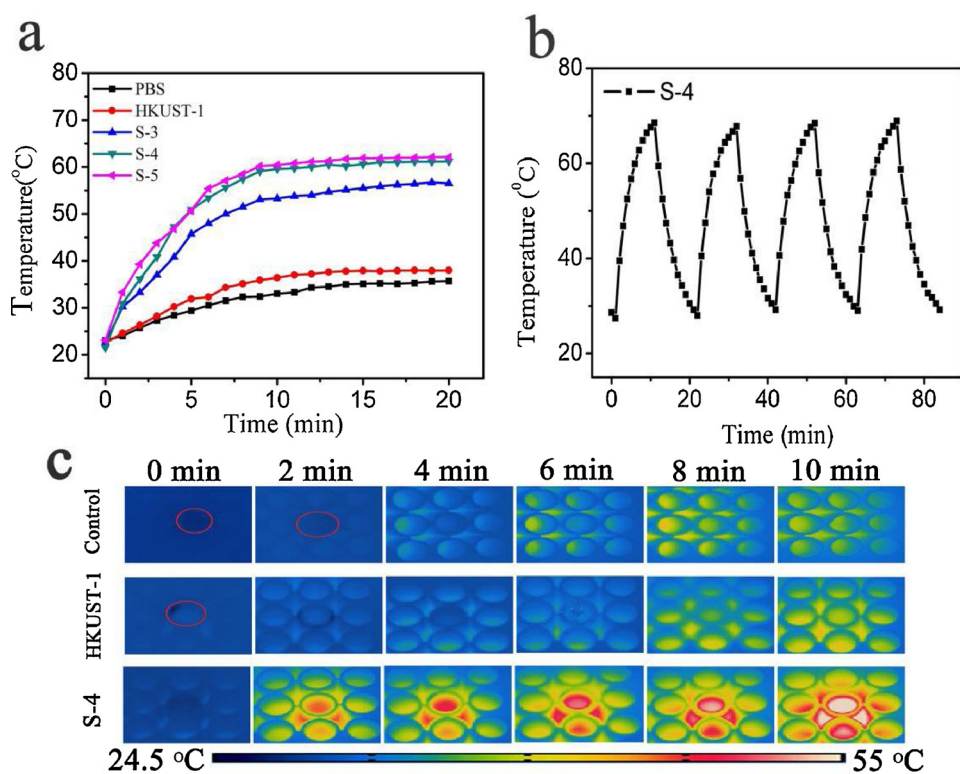 a
80
70
60
50
40
30
20
Temperature(°C)
PBS
HKUST-1
S-3
S-4
S-5
0 5 10 15 20
Time (min)
b
80
60
40
20
Temperature (⁰C)
S-4
0 20 40 60 80
Time (min)
c
0 min 2 min 4 min 6 min 8 min 10 min
Control
HKUST-1
S-4
24.5 °C 55 °C